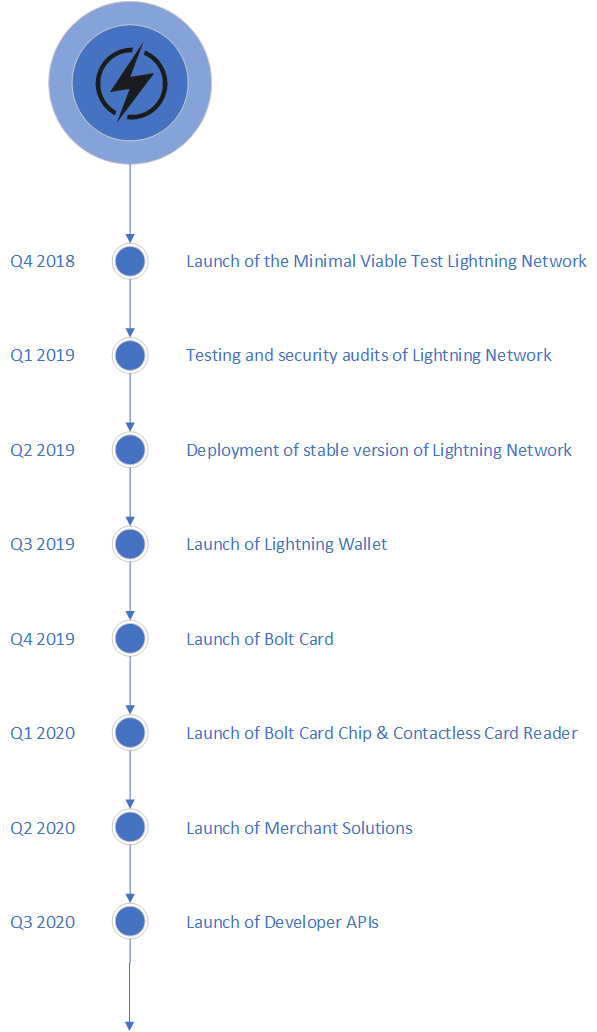 Q4 2018 Launch of the Minimal Viable Test Lightning Network
Q1 2019 Testing and security audits of Lightning Network
Q2 2019 Deployment of stable version of Lightning Network
Q3 2019 Launch of Lightning Wallet
Q4 2019 Launch of Bolt Card
Q1 2020 Launch of Bolt Card Chip & Contactless Card Reader
Q2 2020 Launch of Merchant Solutions
Q3 2020 Launch of Developer APIs